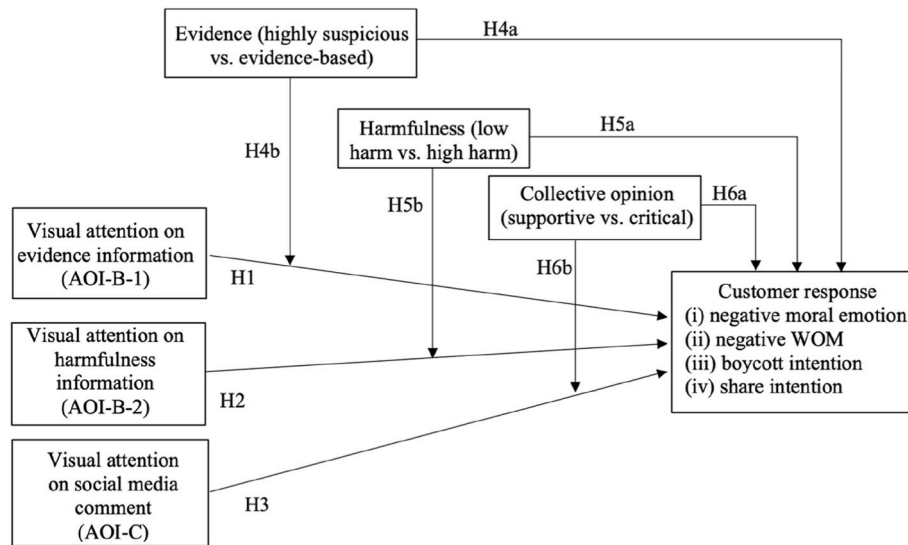 Evidence (highly suspicious
vs. evidence-based)
H4a
Harmfulness (low
harm vs. high harm)
H5a
H4b
Collective opinion
(supportive vs. critical)
H6a
H5b
Visual attention on
evidence information
(AOI-B-1)
H1
H6b
Customer response
(i) negative moral emotion
(ii) negative WOM
(iii) boycott intention
(iv) share intention
Visual attention on
harmfulness
information
(AOI-B-2)
H2
Visual attention
on social media
comment
(AOI-C)
H3